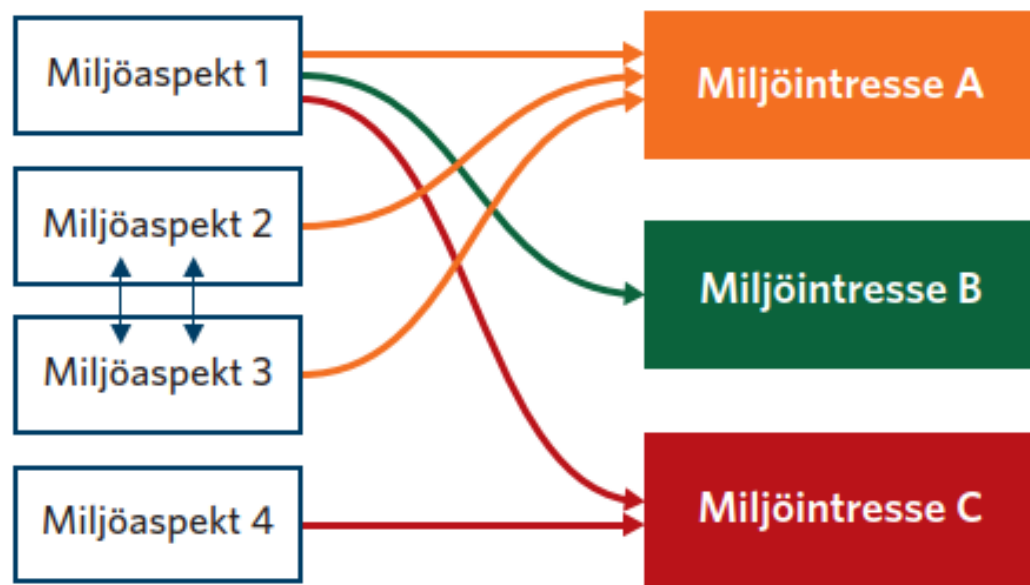 Miljöaspekt 1
Miljöaspekt 2
Miljöaspekt 3
Miljöaspekt 4
Miljöintresse A
Miljöintresse B
Miljöintresse C